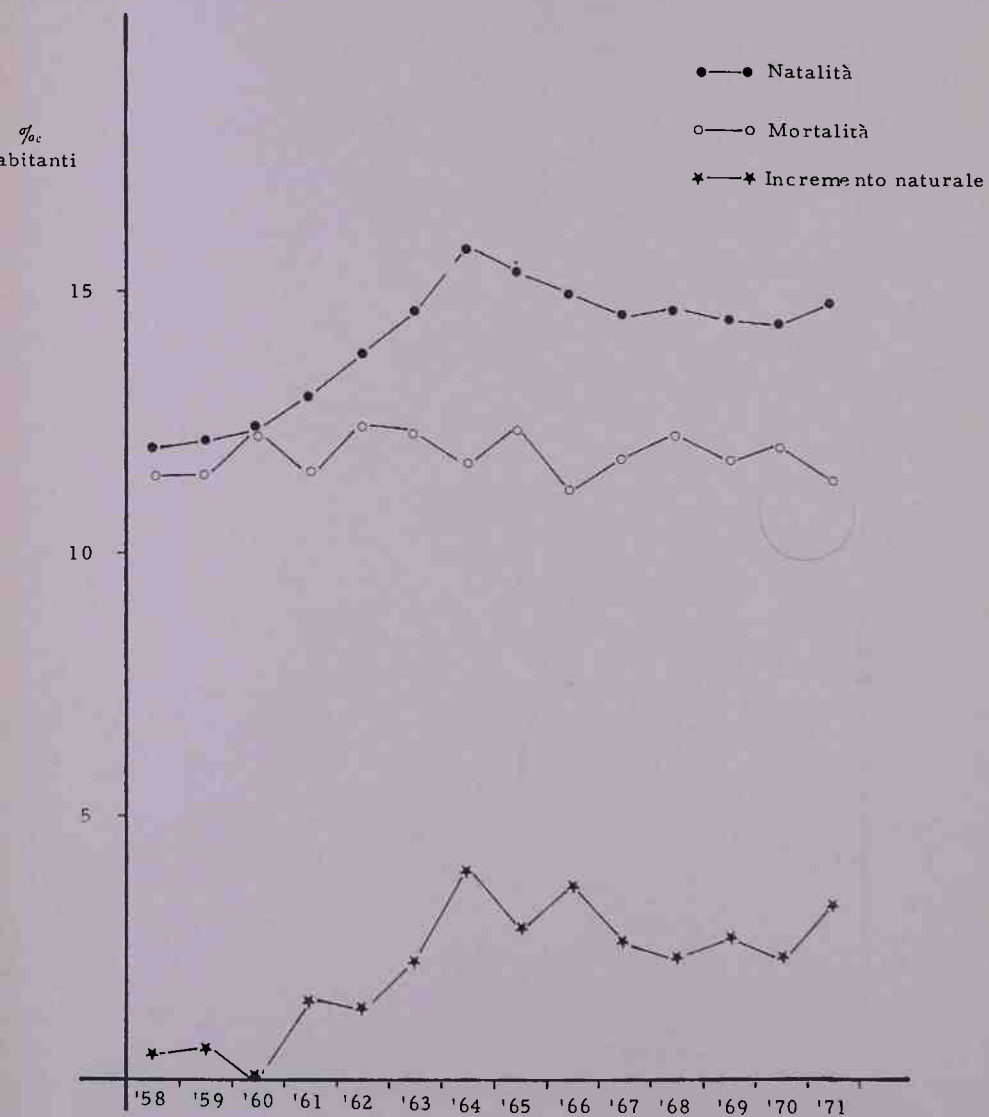 Natalità
Mortalità
Incremento naturale
‰
abitanti
15
10
5
'58 '59 '60 '61 '62 '63 '64 '65 '66 '67 '68 '69 '70 '71